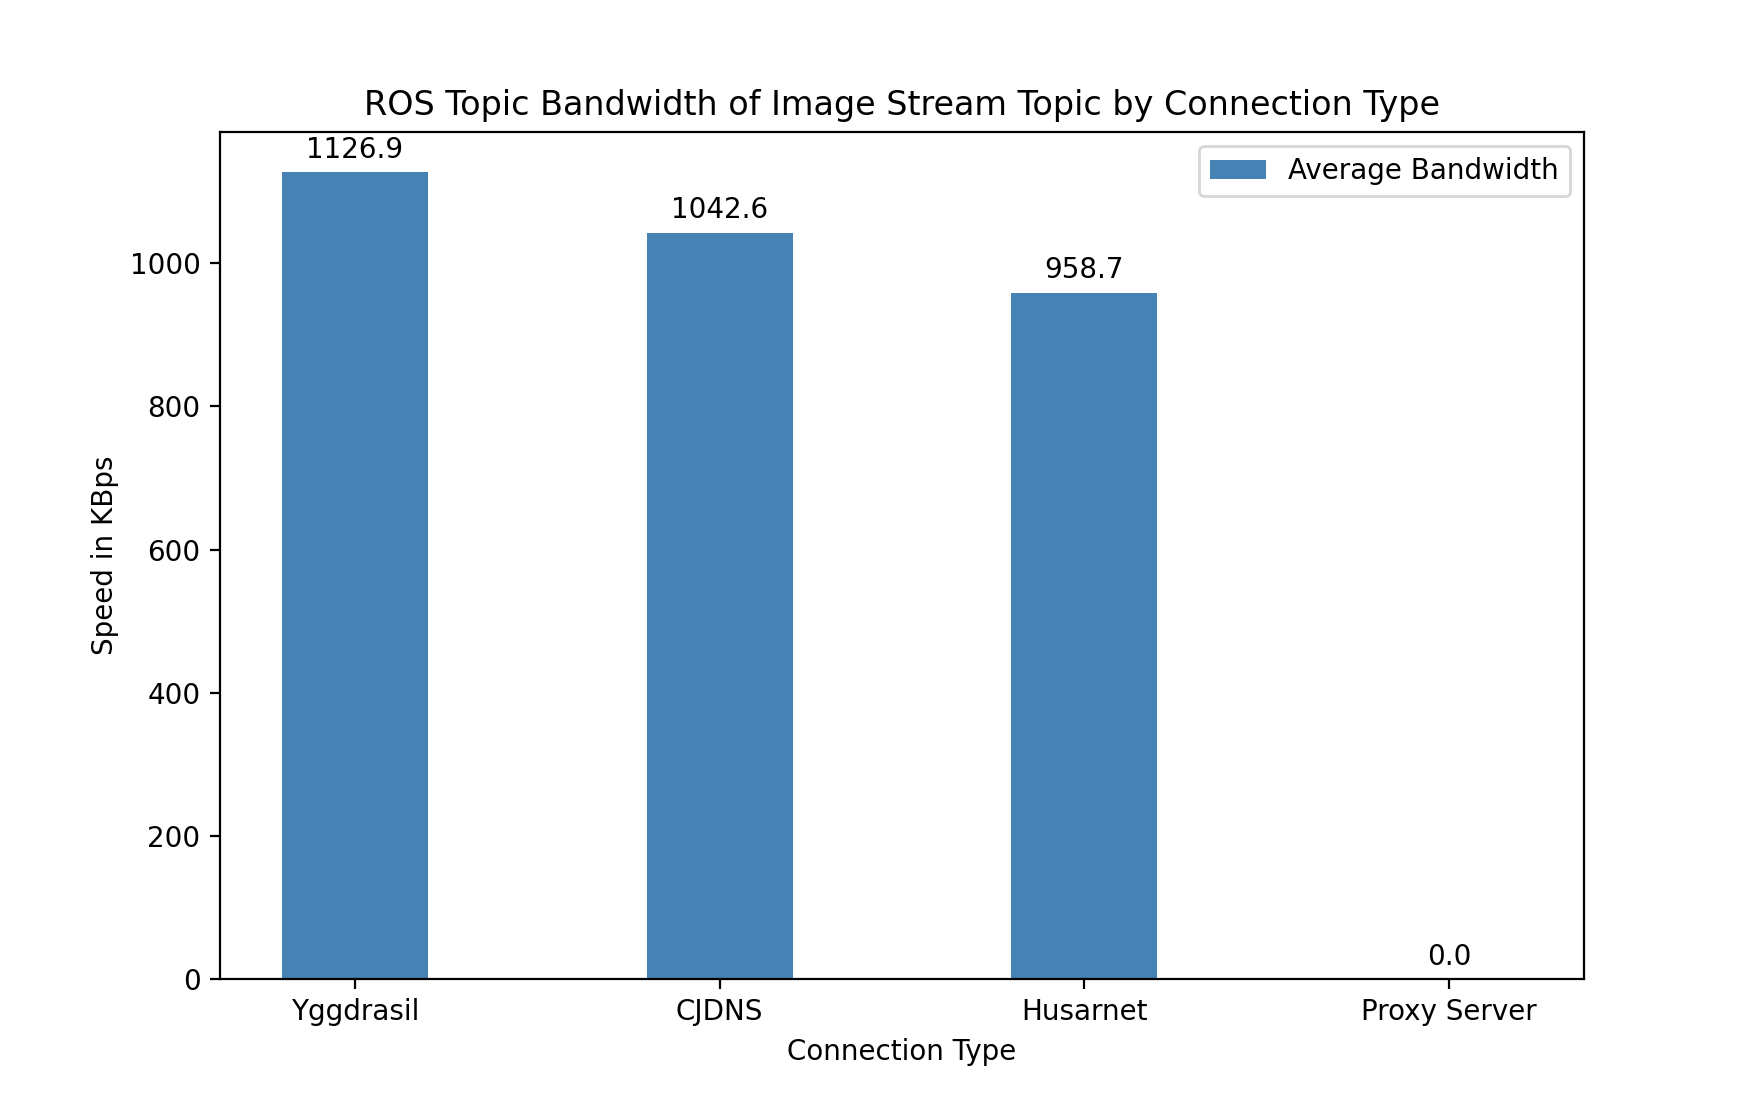 ROS Topic Bandwidth of Image Stream Topic by Connection Type
1126.9
Average Bandwidth
1042.6
958.7
0.0
1000
800
600
400
200
0
Speed in KBps
Yggdrasil
CJDNS
Husarnet
Proxy Server
Connection Type